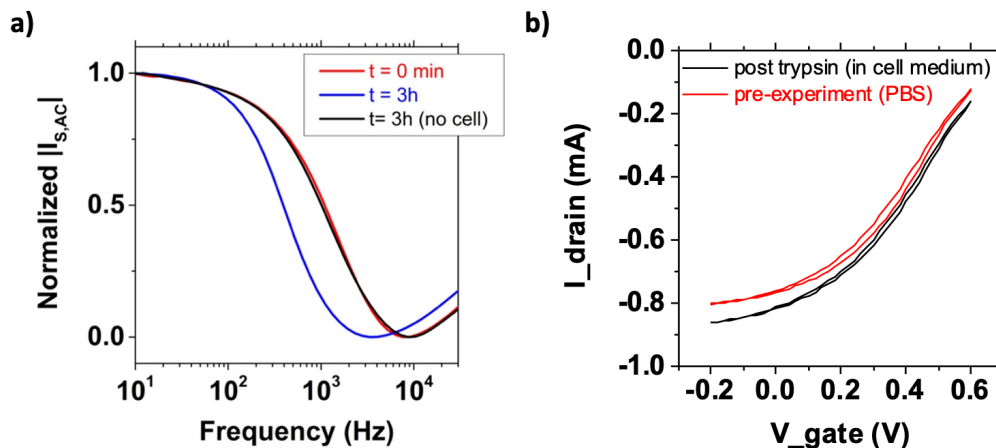 a)
Normalized |I_S,AC|
1.0
0.5
0.0
t = 0 min
t = 3h
t= 3h (no cell)
10^1
10^2
10^3
10^4
Frequency (Hz)
b)
I_drain (mA)
0.0
-0.2
-0.4
-0.6
-0.8
-1.0
post trypsin (in cell medium)
pre-experiment (PBS)
-0.2
0.0
0.2
0.4
0.6
V_gate (V)